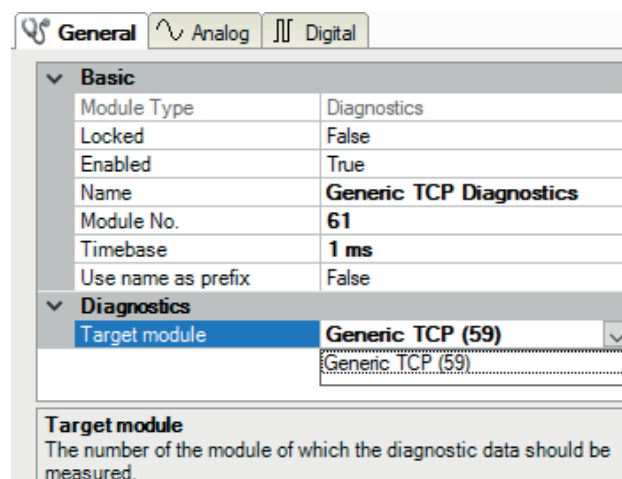 General Analog Digital
Basic
Module Type Diagnostics
Locked False
Enabled True
Name Generic TCP Diagnostics
Module No. 61
Timebase 1 ms
Use name as prefix False
Diagnostics
Target module Generic TCP (59)
Generic TCP (59)
Target module
The number of the module of which the diagnostic data should be
measured.